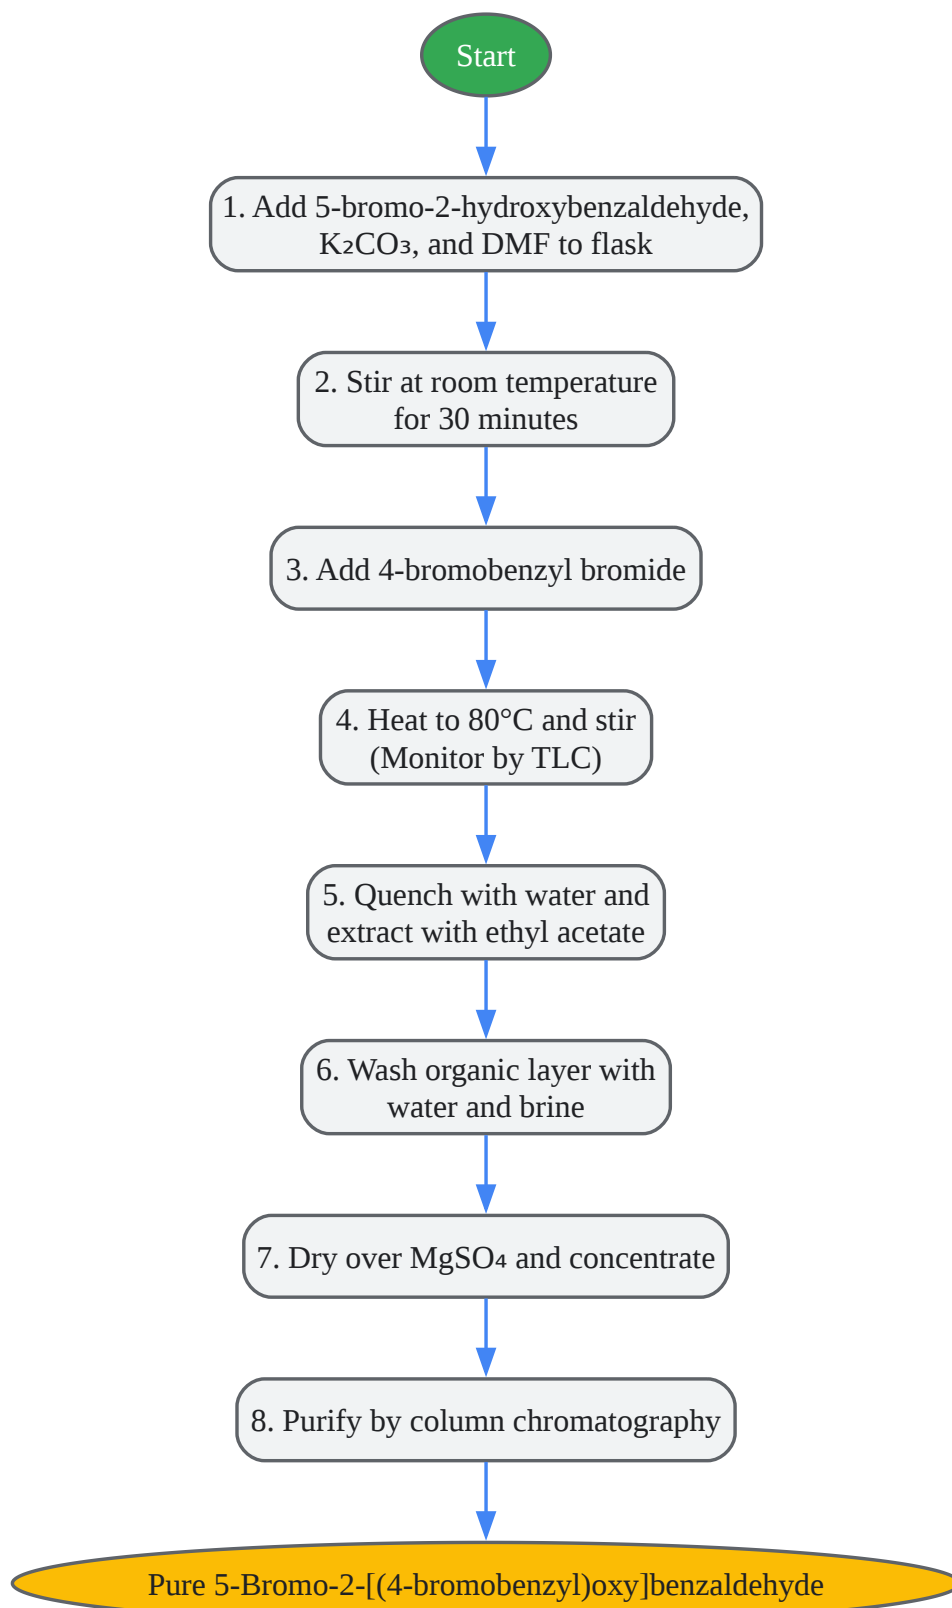 Start
1. Add 5-bromo-2-hydroxybenzaldehyde,
K₂CO₃, and DMF to flask
2. Stir at room temperature
for 30 minutes
3. Add 4-bromobenzyl bromide
4. Heat to 80°C and stir
(Monitor by TLC)
5. Quench with water and
extract with ethyl acetate
6. Wash organic layer with
water and brine
7. Dry over MgSO₄ and concentrate
8. Purify by column chromatography
Pure 5-Bromo-2-[(4-bromobenzyl)oxy]benzaldehyde